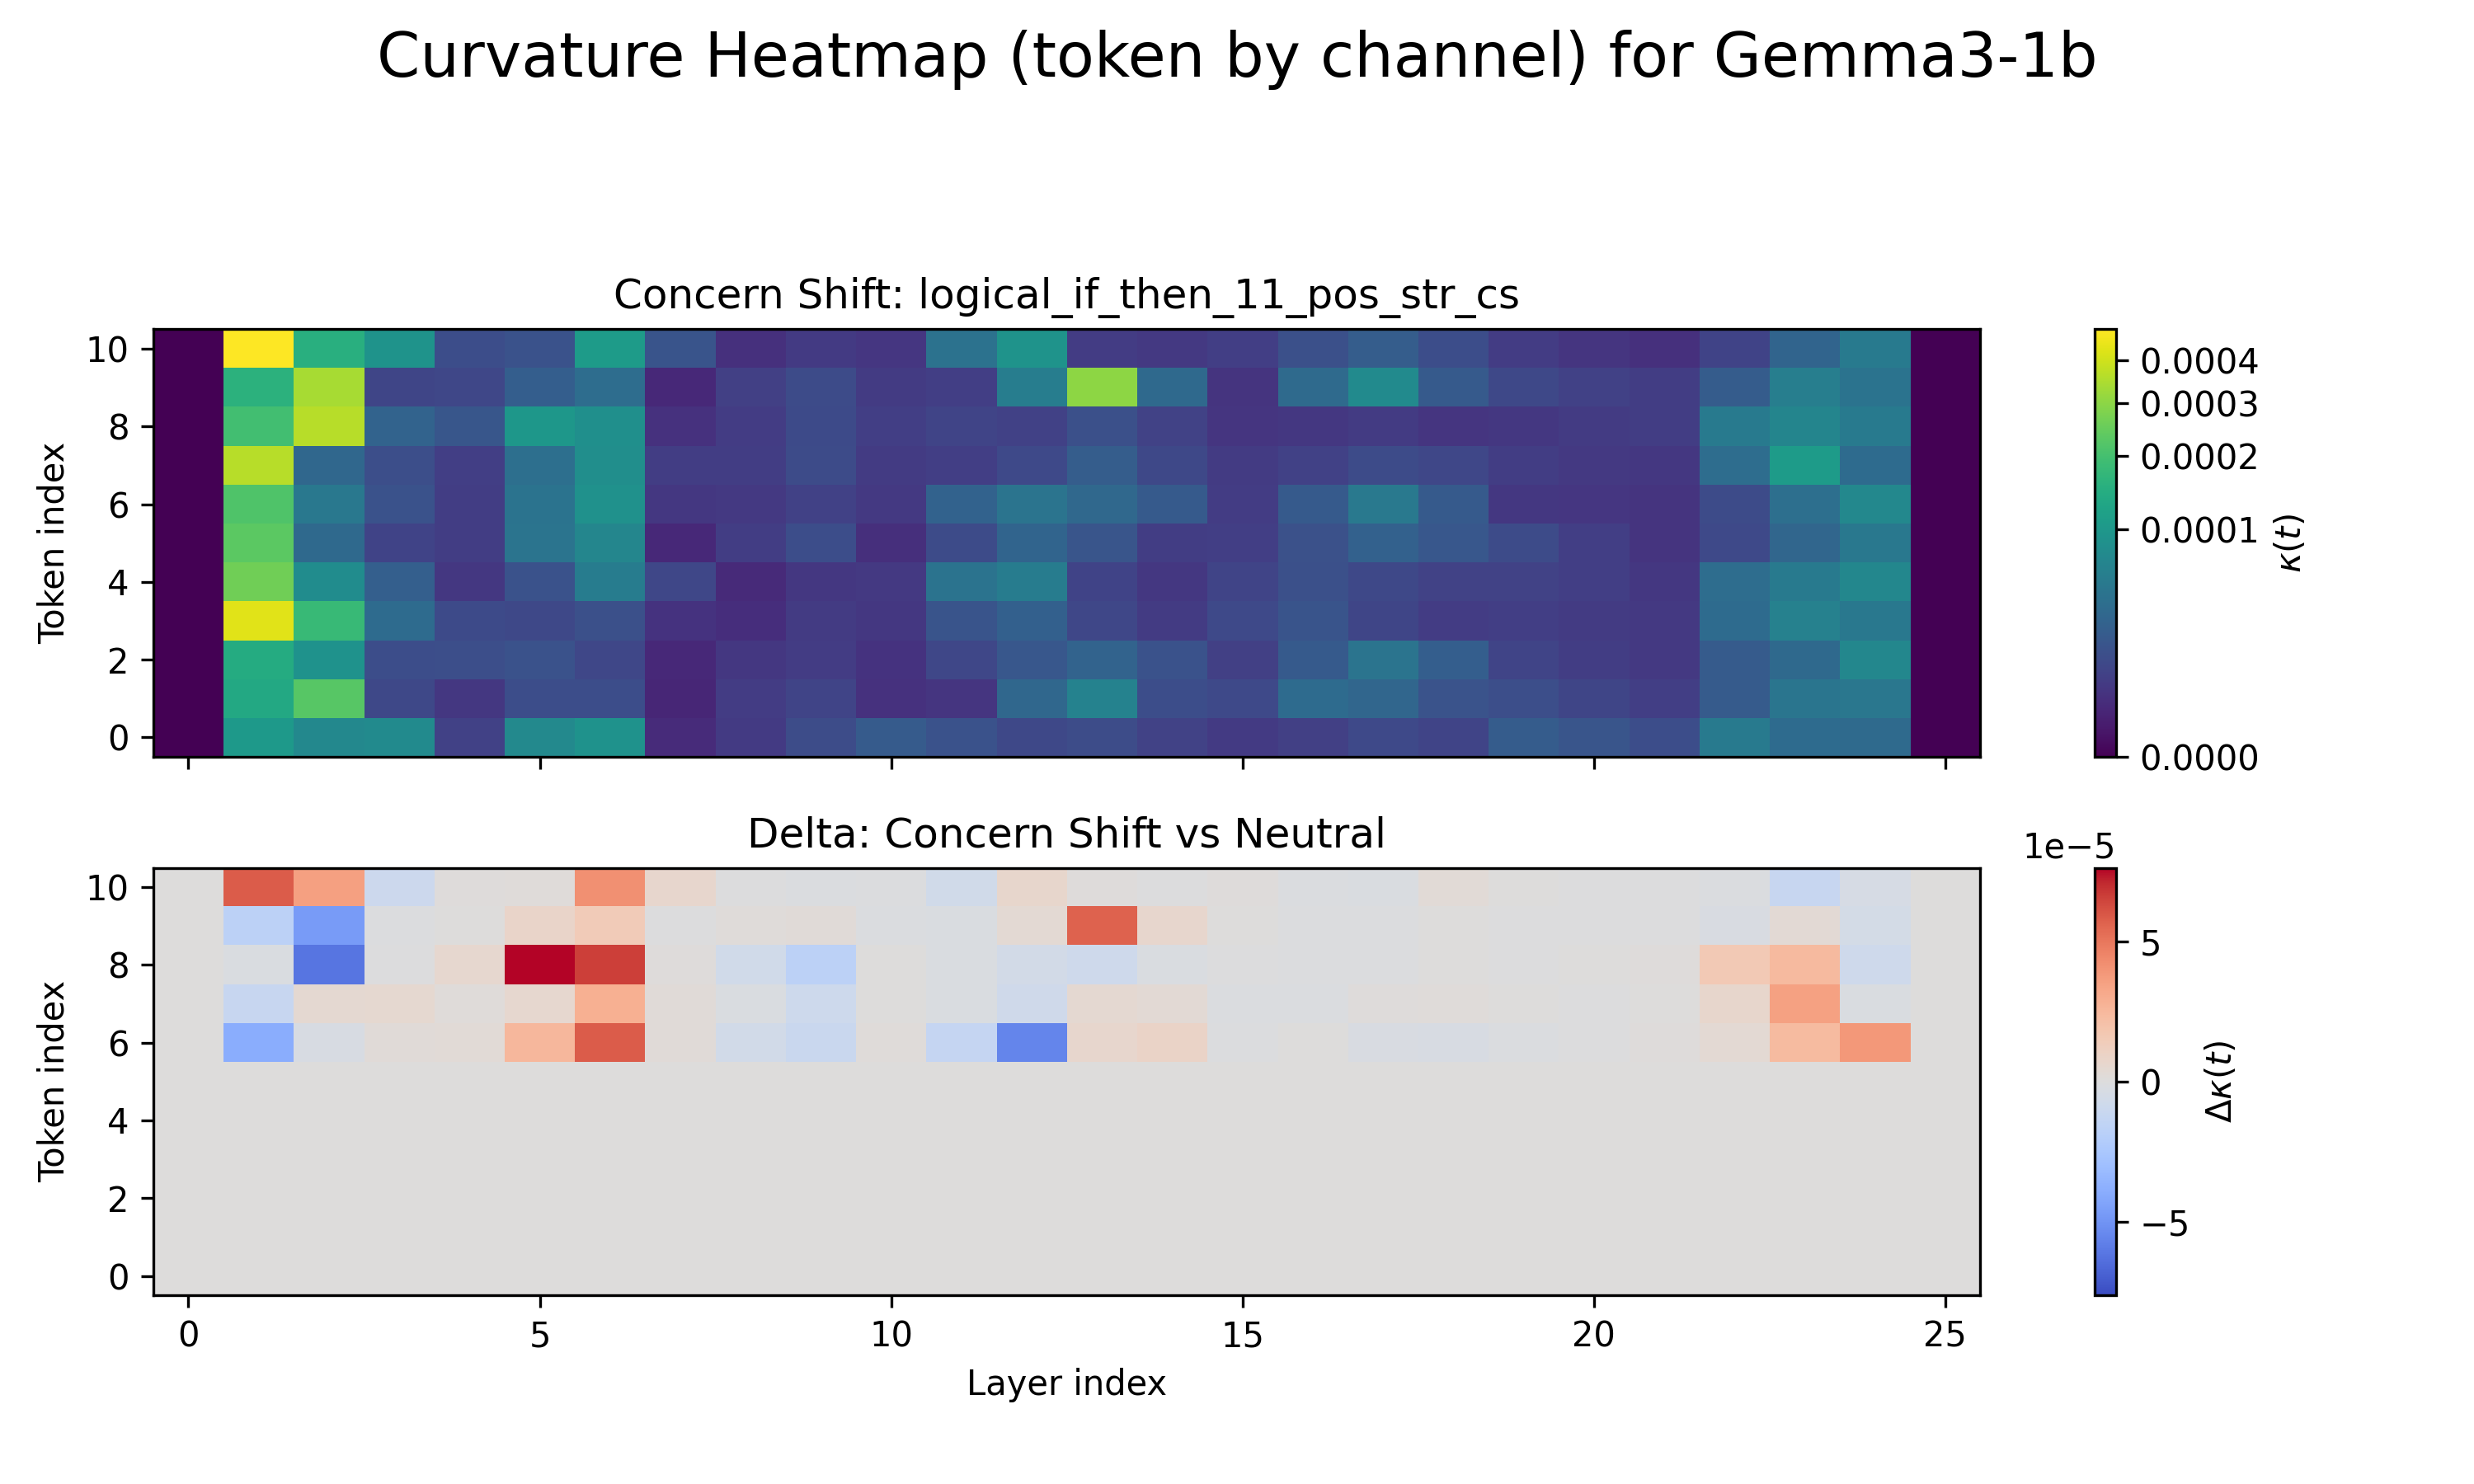 Curvature Heatmap (token by channel) for Gemma3-1b
Concern Shift: logical_if_then_11_pos_str_cs
10
8
6
4
2
0
Token index
0.0004
0.0003
0.0002
0.0001
0.0000
κ(t)
Delta: Concern Shift vs Neutral
1e−5
10
8
6
4
2
0
Token index
5
0
−5
Δκ(t)
0 5 10 15 20 25
Layer index